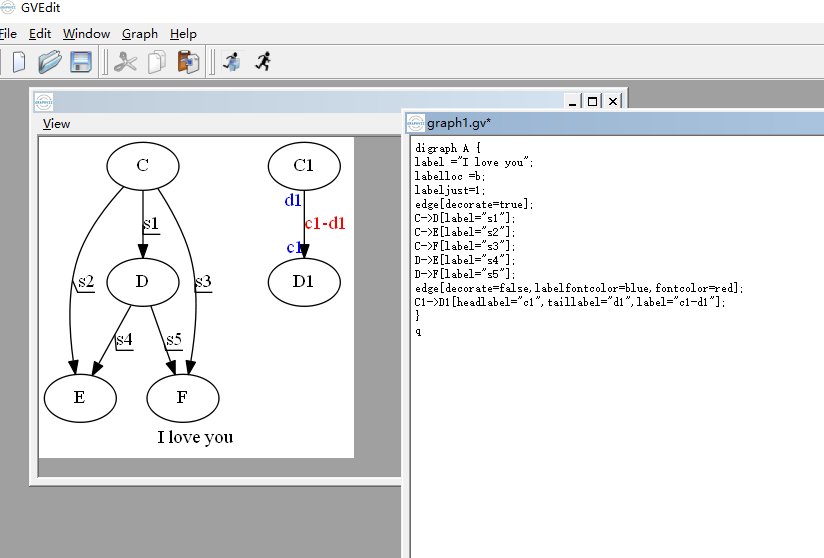 GVEdit
File Edit Window Graph Help
View
graph1.gv*
C
C1
d1
s1
c1-d1
c1
s2
D
s3
D1
s4
s5
E
F
I love you
digraph A {
label ="I love you";
labelloc =b;
labeljust=l;
edge[decorate=true];
C->D[label="s1"];
C->E[label="s2"];
C->F[label="s3"];
D->E[label="s4"];
D->F[label="s5"];
edge[decorate=false,labelfontcolor=blue,fontcolor=red];
C1->D1[headlabel="c1",taillabel="d1",label="c1-d1"];
}
q